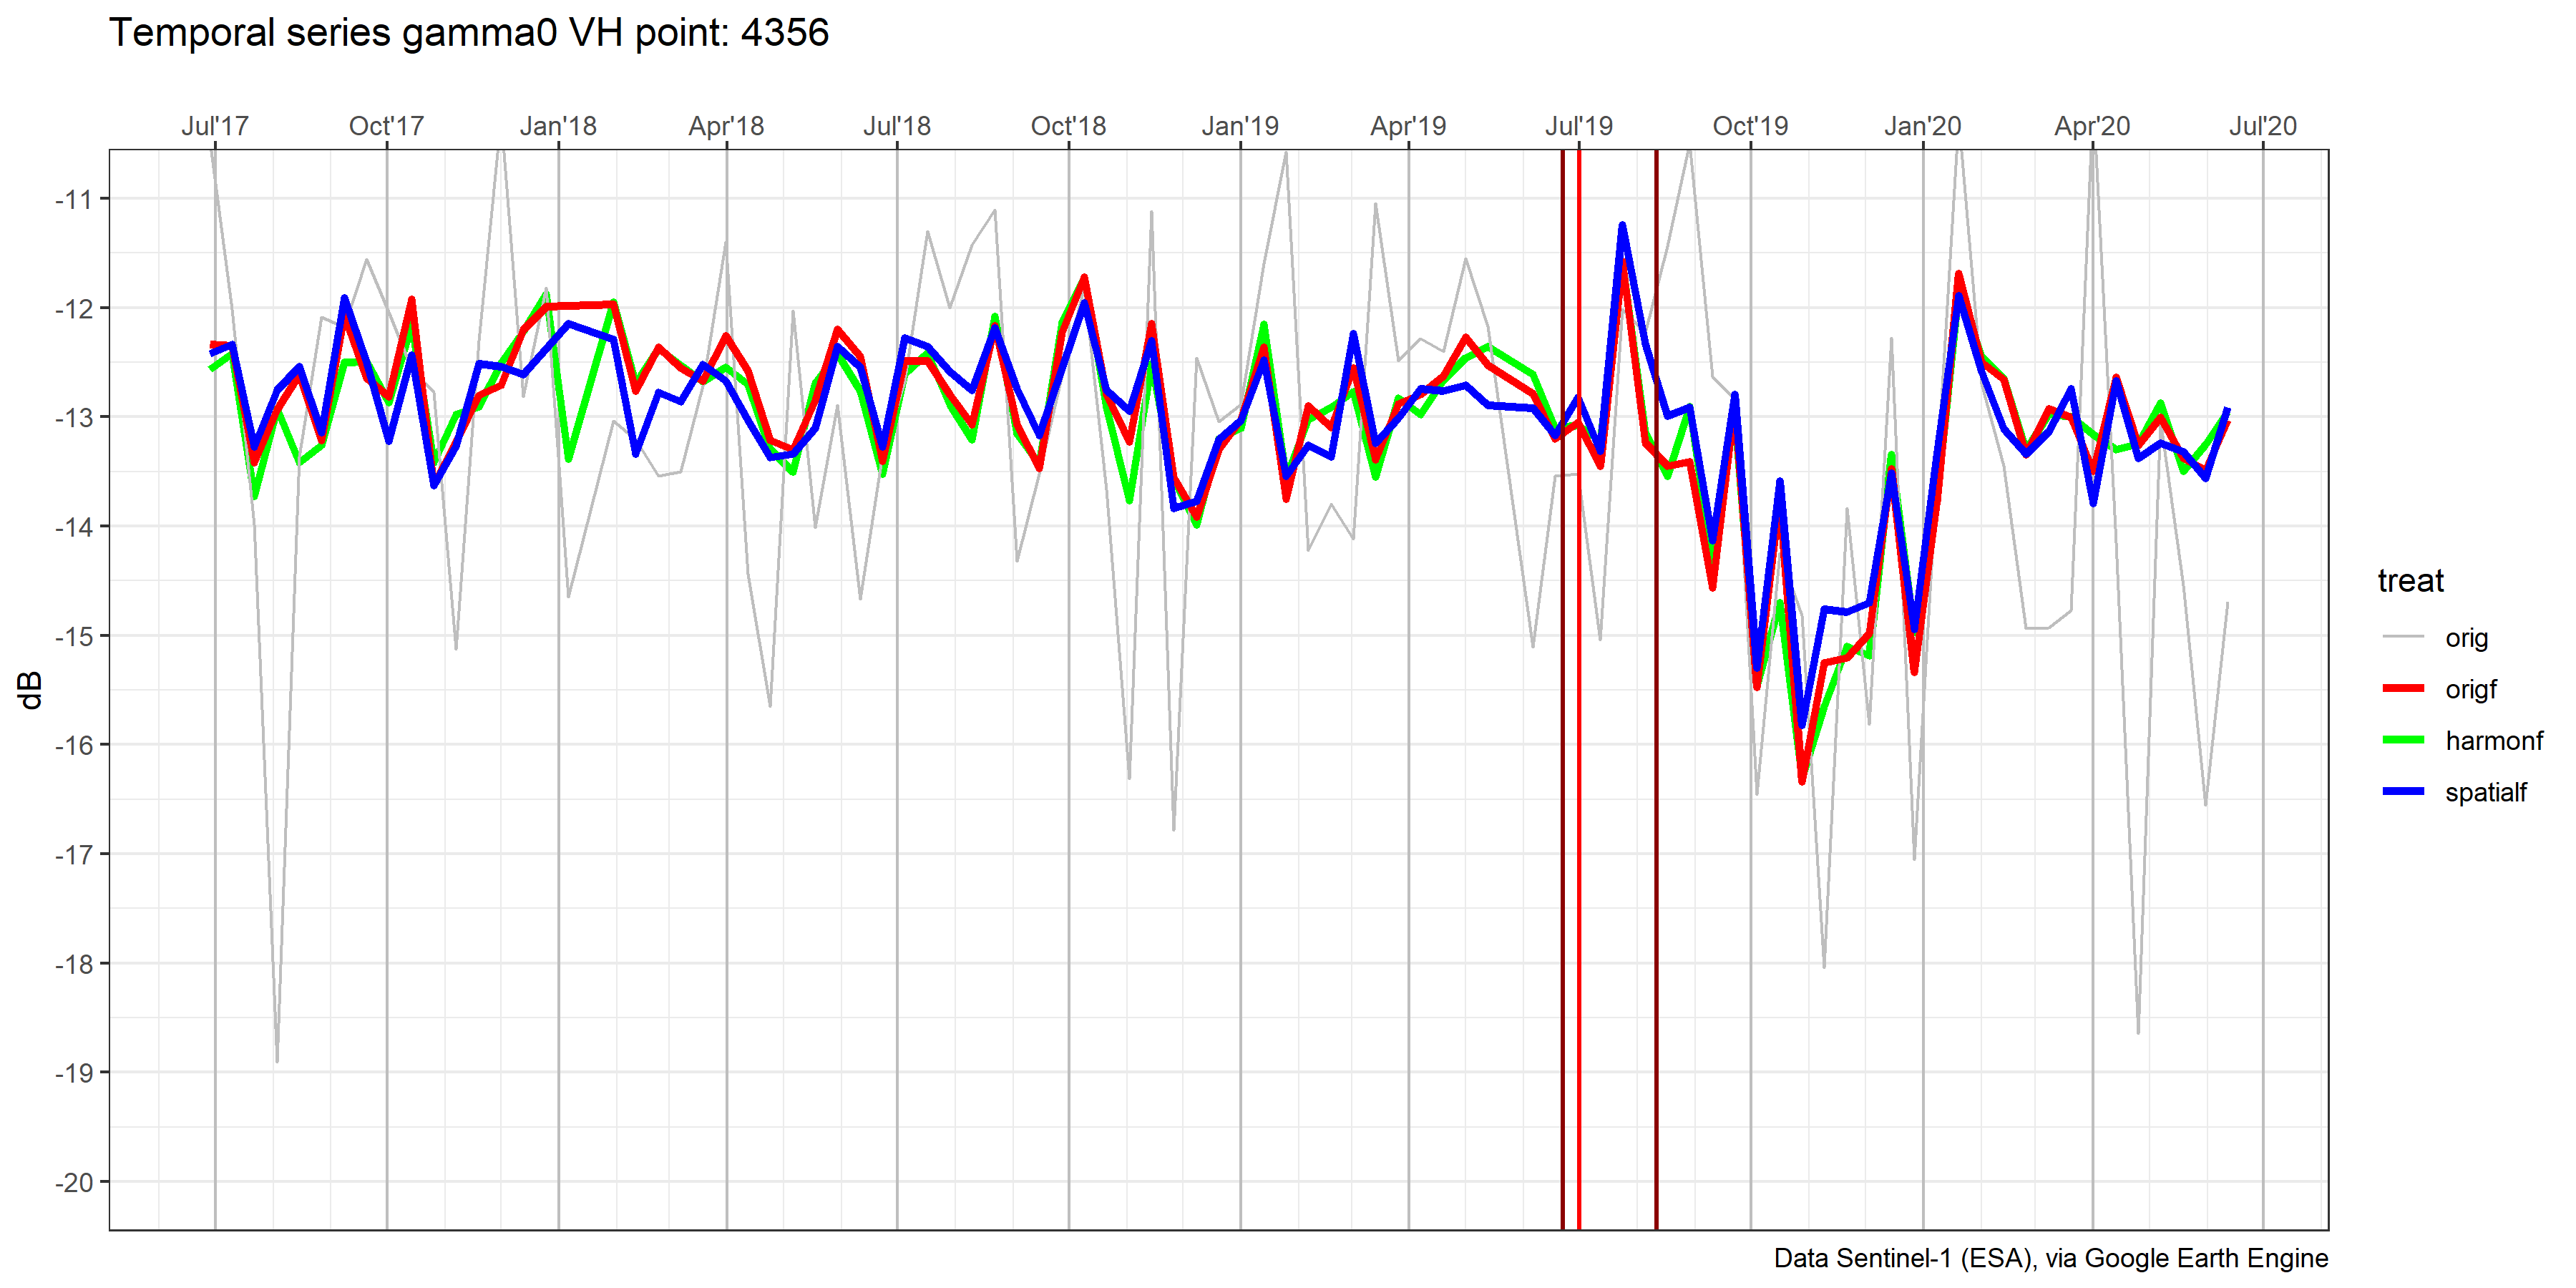 Temporal series gamma0 VH point: 4356
Jul'17 Oct'17 Jan'18 Apr'18 Jul'18 Oct'18 Jan'19 Apr'19 Jul'19 Oct'19 Jan'20 Apr'20 Jul'20
-11
-12
-13
-14
-15
-16
-17
-18
-19
-20
dB
treat
orig
origf
harmonf
spatialf
Data Sentinel-1 (ESA), via Google Earth Engine